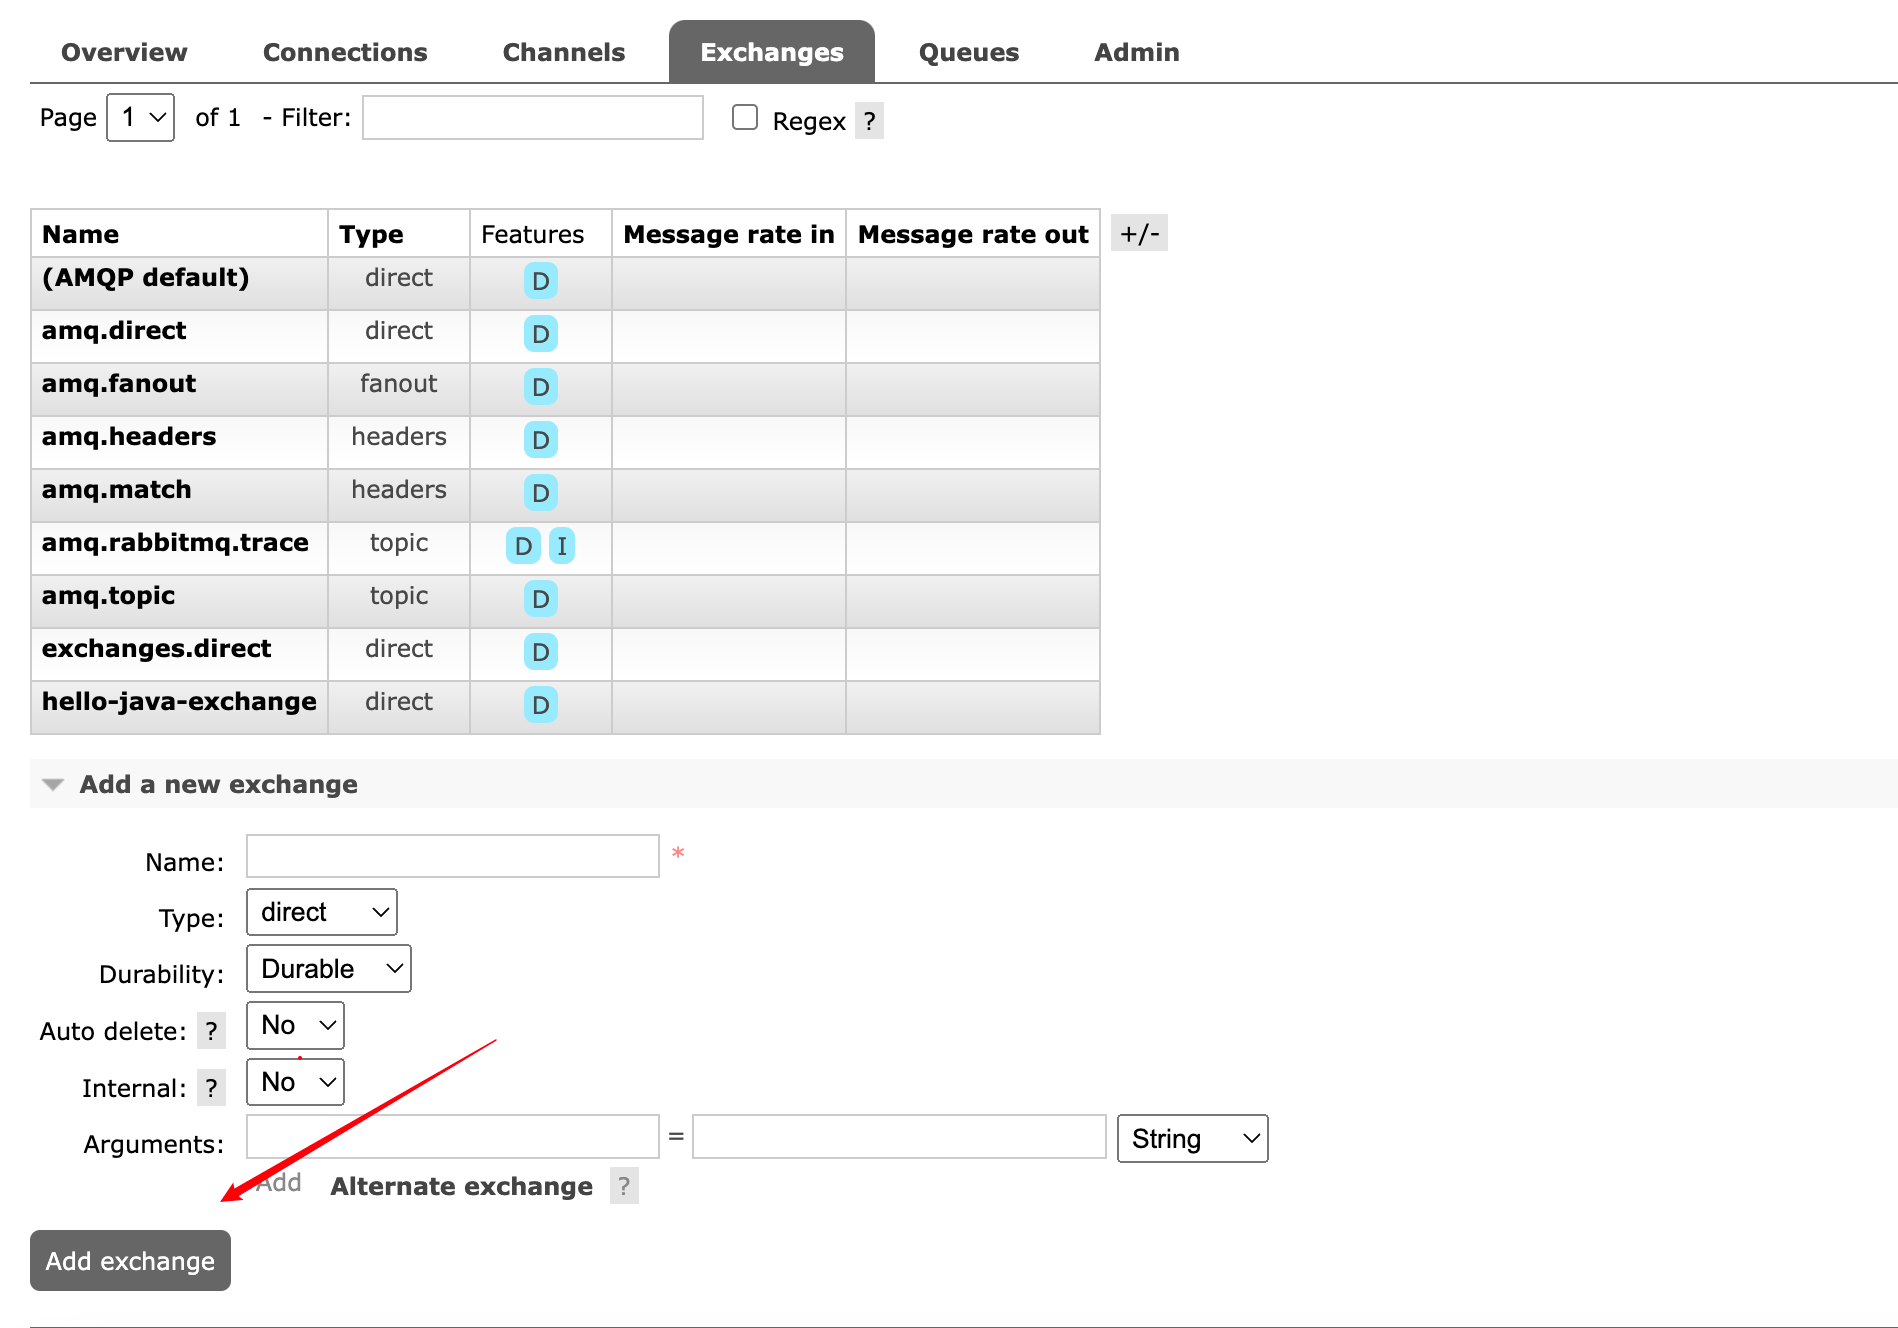 Overview Connections Channels Exchanges Queues Admin
Page 1 of 1 - Filter: Regex ?
Name Type Features Message rate in Message rate out +/-
(AMQP default) direct D
amq.direct direct D
amq.fanout fanout D
amq.headers headers D
amq.match headers D
amq.rabbitmq.trace topic D I
amq.topic topic D
exchanges.direct direct D
hello-java-exchange direct D
Add a new exchange
Name: *
Type: direct
Durability: Durable
Auto delete: ? No
Internal: ? No
Arguments: = String
Add Alternate exchange ?
Add exchange